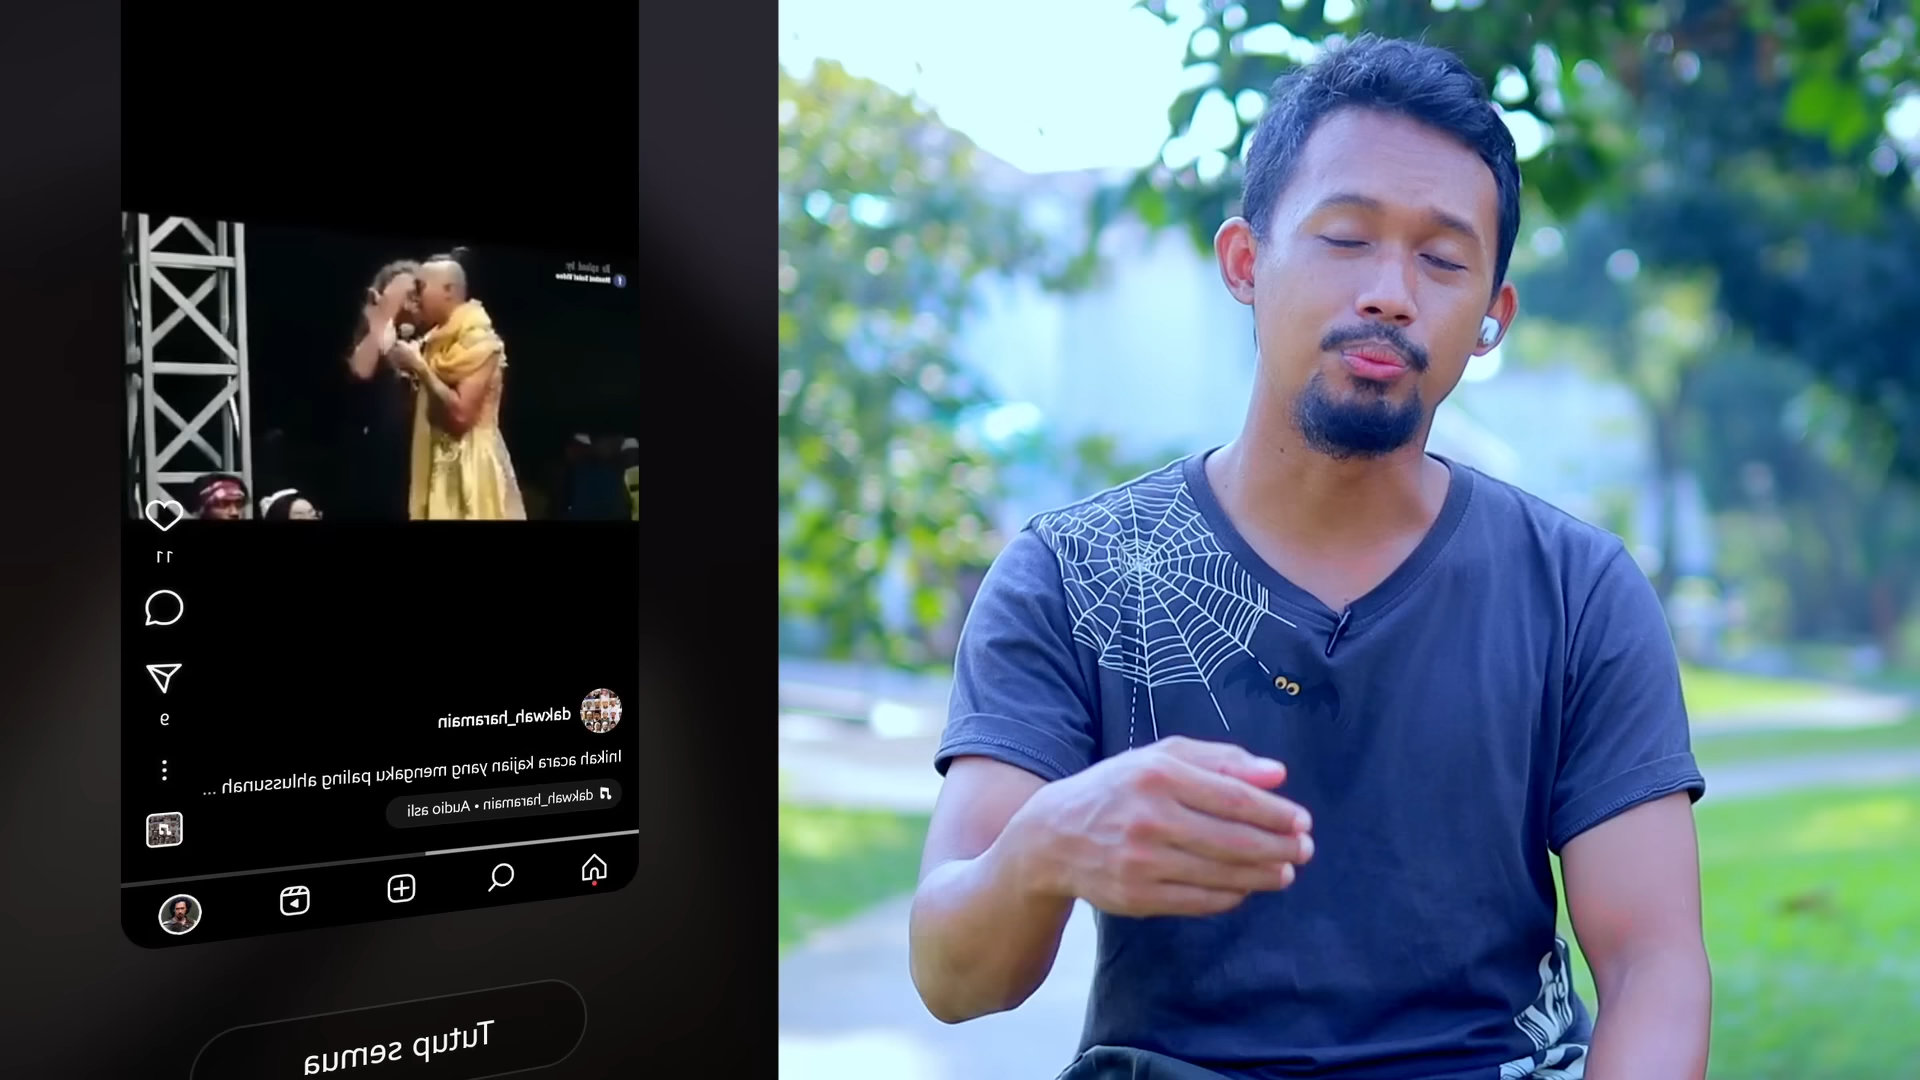 11
9
dakwah_haramain
Inikah acara kajian yang mengaku paling ahlussunah ...
dakwah_haramain • Audio asli
Tutup semua